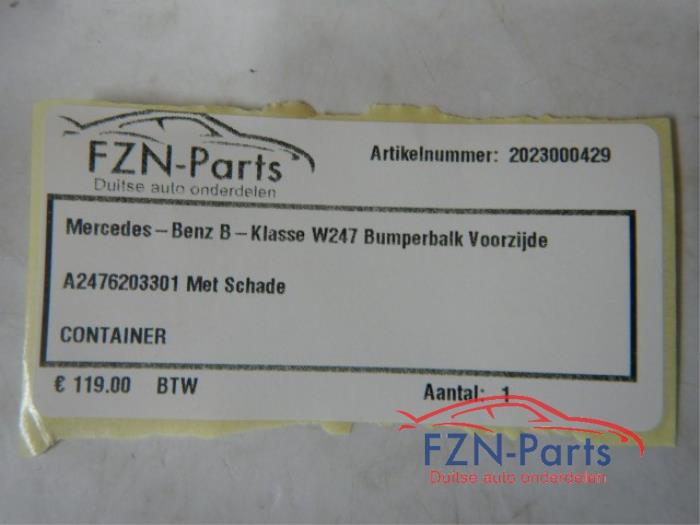 FZN-Parts
Duitse auto onderdelen
Artikelnummer: 2023000429
Mercedes-Benz B-Klasse W247 Bumperbalk Voorzijde
A2476203301 Met Schade
CONTAINER
€ 119.00 BTW
Aantal: 1
FZN-Parts
Duitse auto onderdelen